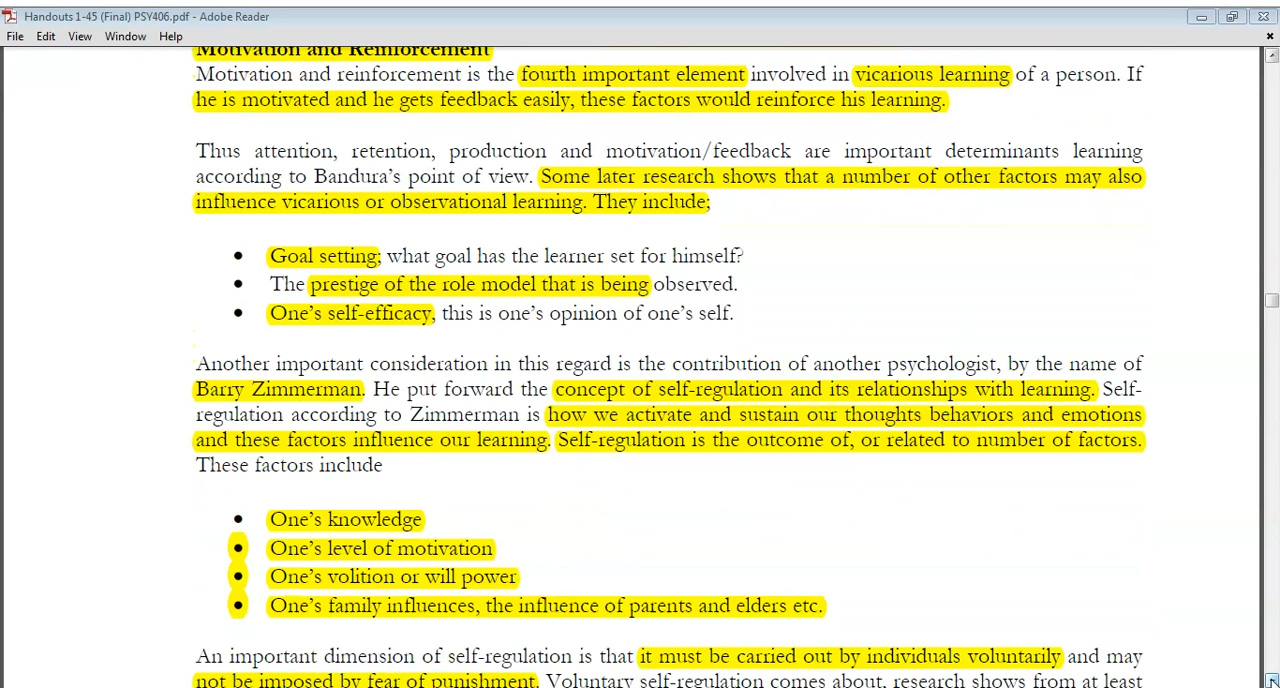 Handouts 1-45 (Final) PSY406.pdf - Adobe Reader
File Edit View Window Help
Motivation and Reinforcement
Motivation and reinforcement is the fourth important element involved in vicarious learning of a person. If
he is motivated and he gets feedback easily, these factors would reinforce his learning.
Thus attention, retention, production and motivation/feedback are important determinants learning
according to Bandura's point of view. Some later research shows that a number of other factors may also
influence vicarious or observational learning. They include;
• Goal setting; what goal has the learner set for himself?
• The prestige of the role model that is being observed.
• One's self-efficacy, this is one's opinion of one's self.
Another important consideration in this regard is the contribution of another psychologist, by the name of
Barry Zimmerman. He put forward the concept of self-regulation and its relationships with learning. Self-
regulation according to Zimmerman is how we activate and sustain our thoughts behaviors and emotions
and these factors influence our learning. Self-regulation is the outcome of, or related to number of factors.
These factors include
• One's knowledge
• One's level of motivation
• One's volition or will power
• One's family influences, the influence of parents and elders etc.
An important dimension of self-regulation is that it must be carried out by individuals voluntarily and may
not be imposed by fear of punishment. Voluntary self-regulation comes about, research shows from at least